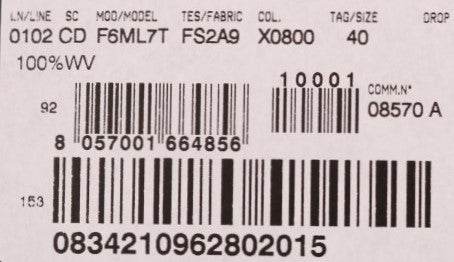 LN/LINE SC MOD/MODEL TES/FABRIC COL. TAG/SIZE DROP
0102 CD F6ML7T FS2A9 X0800 40
100%WV
10001
COMM.N°
92
08570 A
8 057001 664856
153
0834210962802015